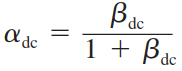 α_dc = β_dc / (1 + β_dc)